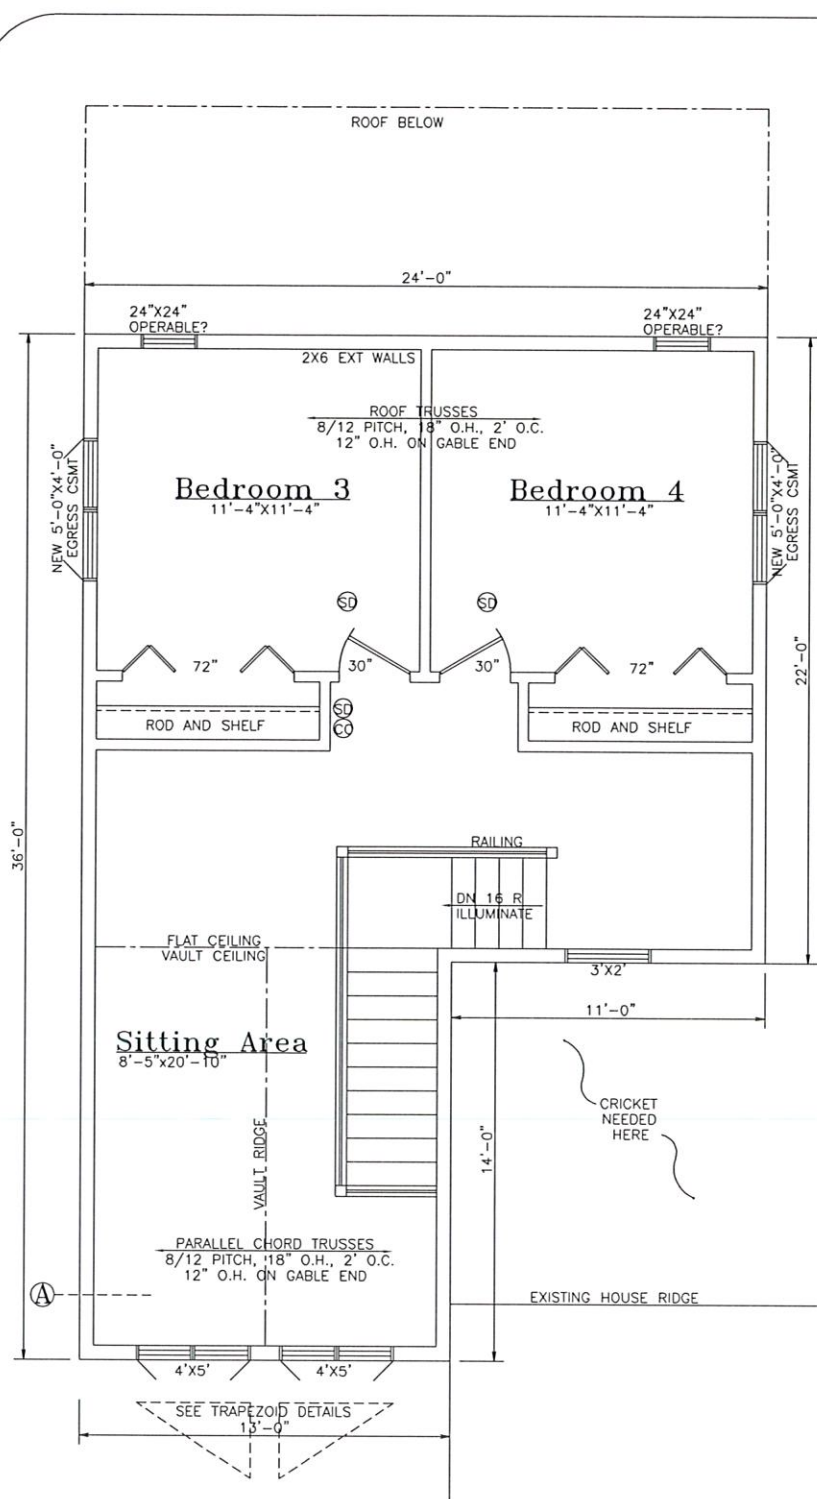 ROOF BELOW
24'-0"
24"X24"
OPERABLE?
24"X24"
OPERABLE?
2X6 EXT WALLS
ROOF TRUSSES
8/12 PITCH, 18" O.H., 2' O.C.
12" O.H. ON GABLE END
NEW 5'-0"X4'-0"
EGRESS CSMT
Bedroom 3
11'-4"X11'-4"
Bedroom 4
11'-4"X11'-4"
NEW 5'-0"X4'-0"
EGRESS CSMT
SD
SD
72"
30"
30"
72"
22'-0"
ROD AND SHELF
SD
CO
ROD AND SHELF
36'-0"
RAILING
DN 16 R
ILLUMINATE
FLAT CEILING
VAULT CEILING
3'X2'
11'-0"
Sitting Area
8'-5"x20'-10"
CRICKET
NEEDED
HERE
14'-0"
VAULT RIDGE
PARALLEL CHORD TRUSSES
8/12 PITCH, 18" O.H., 2' O.C.
12" O.H. ON GABLE END
A
EXISTING HOUSE RIDGE
4'X5'
4'X5'
SEE TRAPEZOID DETAILS
13'-0"